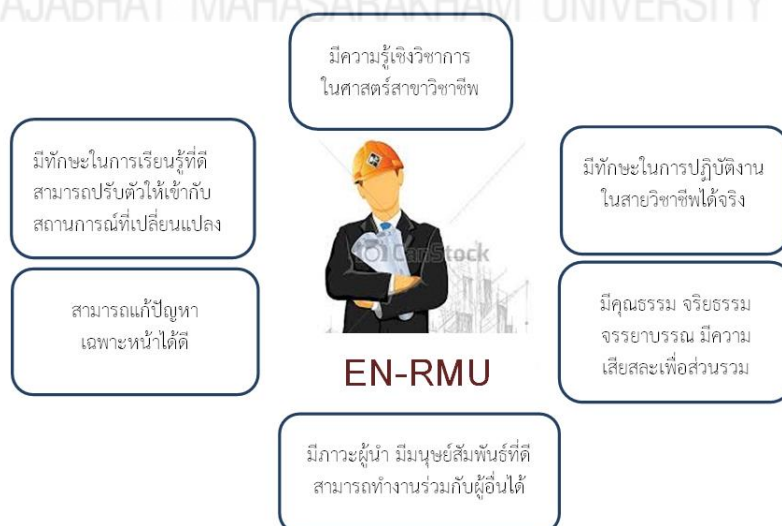 RAJABHAT MAHASARAKHAM UNIVERSITY
มีความรู้เชิงวิชาการ
ในศาสตร์สาขาวิชาชีพ
มีทักษะในการเรียนรู้ที่ดี
สามารถปรับตัวให้เข้ากับ
สถานการณ์ที่เปลี่ยนแปลง
มีทักษะในการปฏิบัติงาน
ในสายวิชาชีพได้จริง
CanStock
สามารถแก้ปัญหา
เฉพาะหน้าได้ดี
มีคุณธรรม จริยธรรม
จรรยาบรรณ มีความ
เสียสละเพื่อส่วนรวม
EN-RMU
มีภาวะผู้นำ มีมนุษย์สัมพันธ์ที่ดี
สามารถทำงานร่วมกับผู้อื่นได้